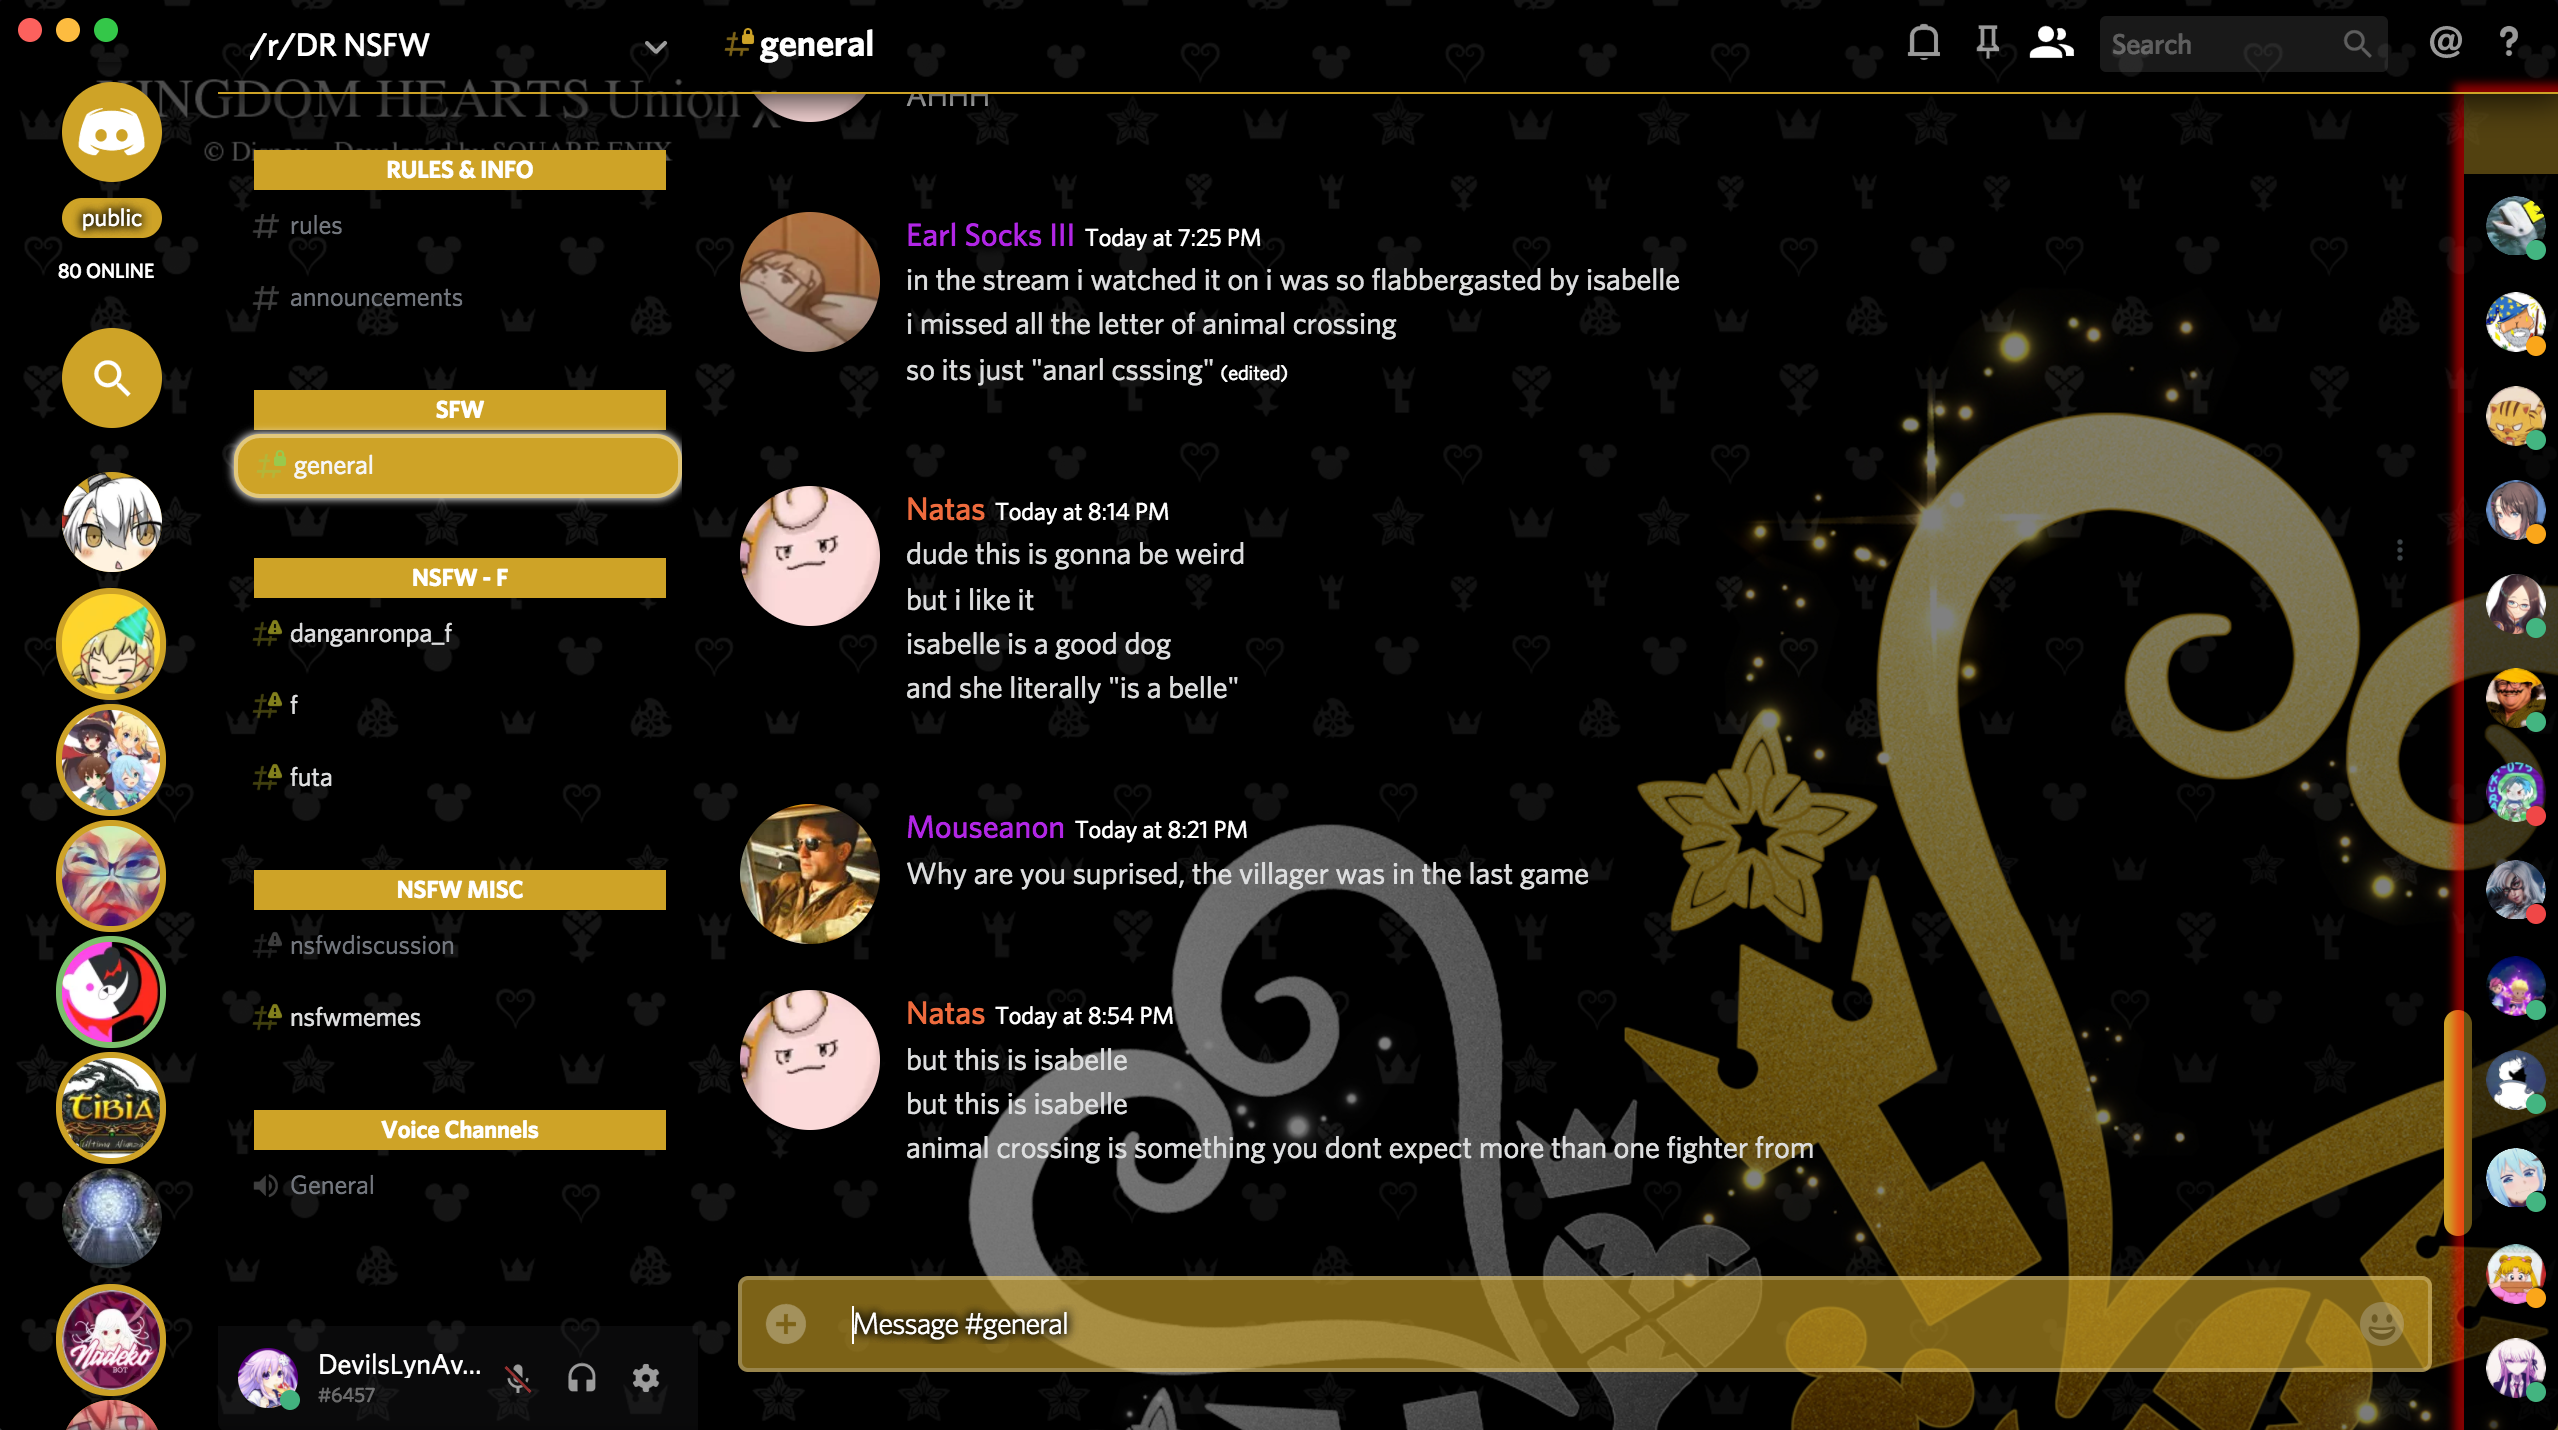 /r/DR NSFW
#general
Search
@
?
KINGDOM HEARTS Union χ
public
80 ONLINE
RULES & INFO
# rules
# announcements
SFW
# general
NSFW - F
# danganronpa_f
# f
# futa
NSFW MISC
# nsfwdiscussion
# nsfwmemes
Voice Channels
General
TIBIA
Nadeko
BOT
DevilsLynAv...
#6457
AHHH
Earl Socks III Today at 7:25 PM
in the stream i watched it on i was so flabbergasted by isabelle
i missed all the letter of animal crossing
so its just "anarl csssing" (edited)
Natas Today at 8:14 PM
dude this is gonna be weird
but i like it
isabelle is a good dog
and she literally "is a belle"
Mouseanon Today at 8:21 PM
Why are you suprised, the villager was in the last game
Natas Today at 8:54 PM
but this is isabelle
but this is isabelle
animal crossing is something you dont expect more than one fighter from
Message #general